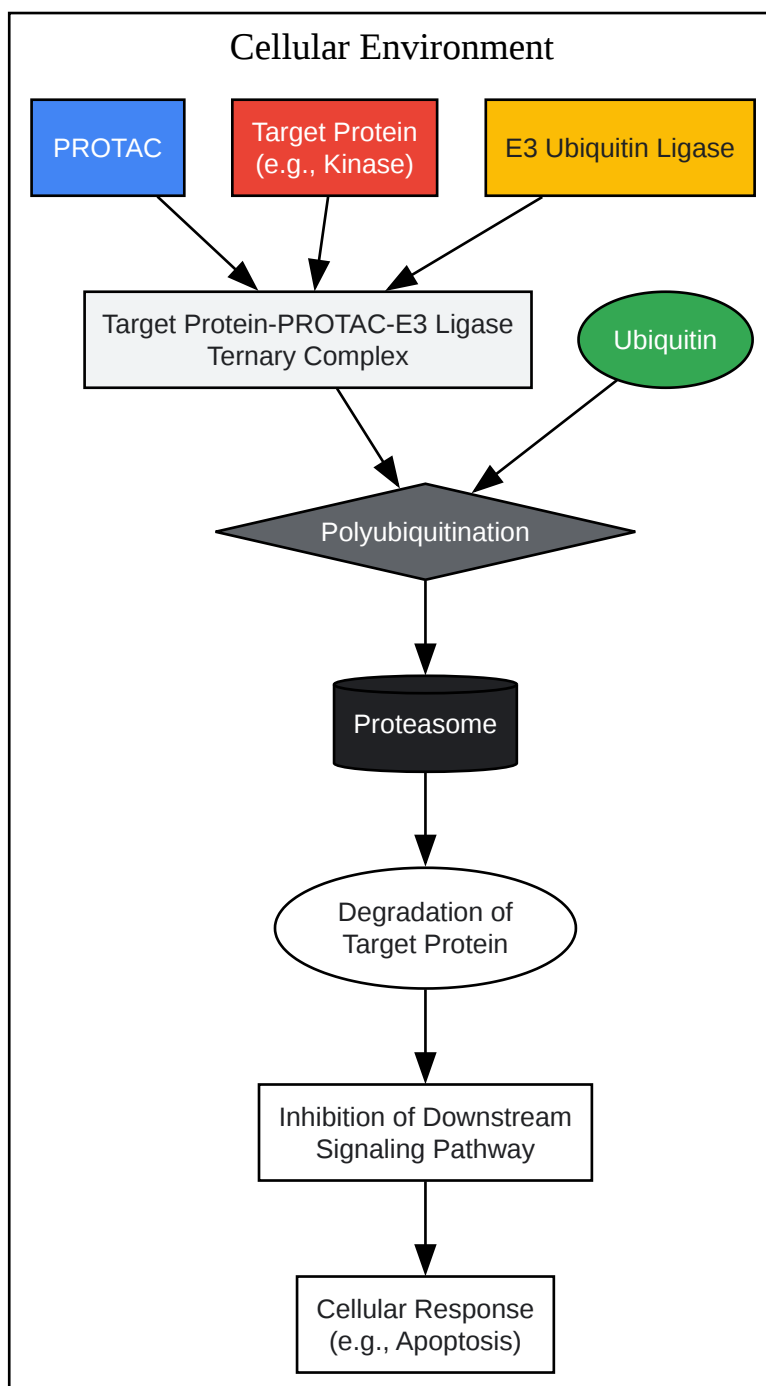 Cellular Environment
PROTAC
Target Protein
(e.g., Kinase)
E3 Ubiquitin Ligase
Target Protein-PROTAC-E3 Ligase
Ternary Complex
Ubiquitin
Polyubiquitination
Proteasome
Degradation of
Target Protein
Inhibition of Downstream
Signaling Pathway
Cellular Response
(e.g., Apoptosis)